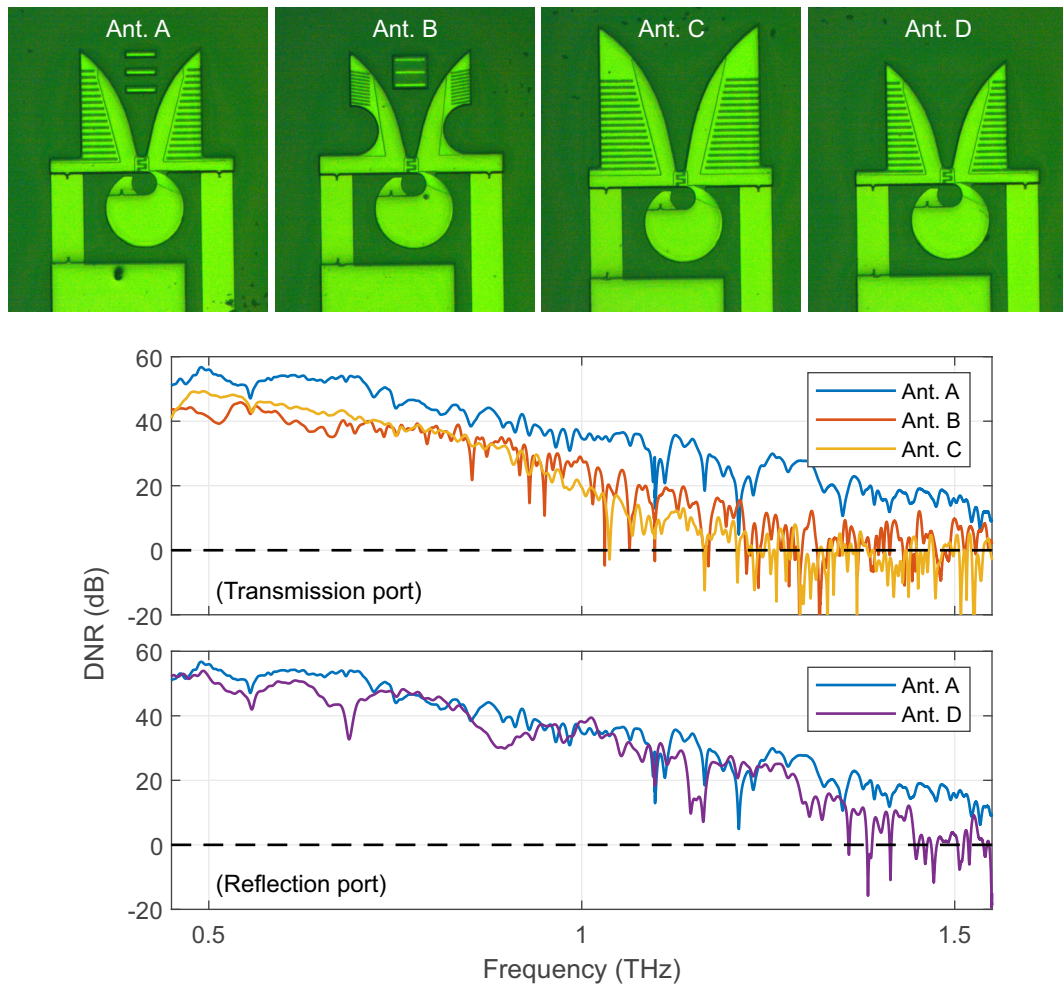 Ant. A Ant. B Ant. C Ant. D
60
40
20
0
-20
Ant. A
Ant. B
Ant. C
(Transmission port)
DNR (dB)
60
40
20
0
-20
Ant. A
Ant. D
(Reflection port)
0.5 1 1.5
Frequency (THz)